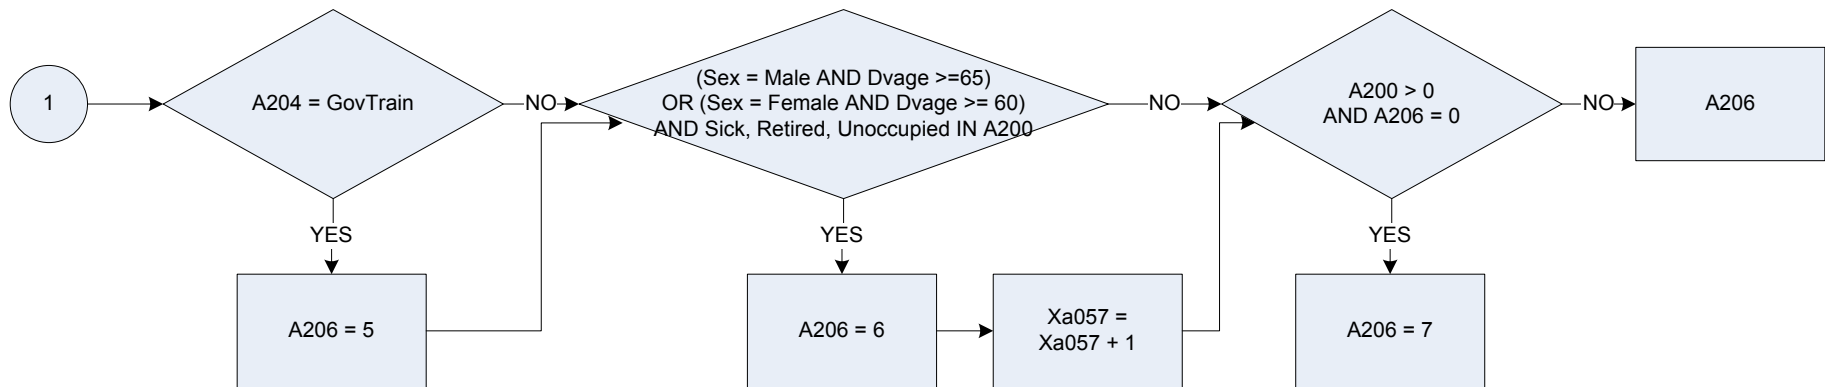 1
A204 = GovTrain
NO
(Sex = Male AND Dvage >=65)
OR (Sex = Female AND Dvage >= 60)
AND Sick, Retired, Unoccupied IN A200
NO
A200 > 0
AND A206 = 0
NO
A206
YES
YES
YES
A206 = 5
A206 = 6
Xa057 =
Xa057 + 1
A206 = 7